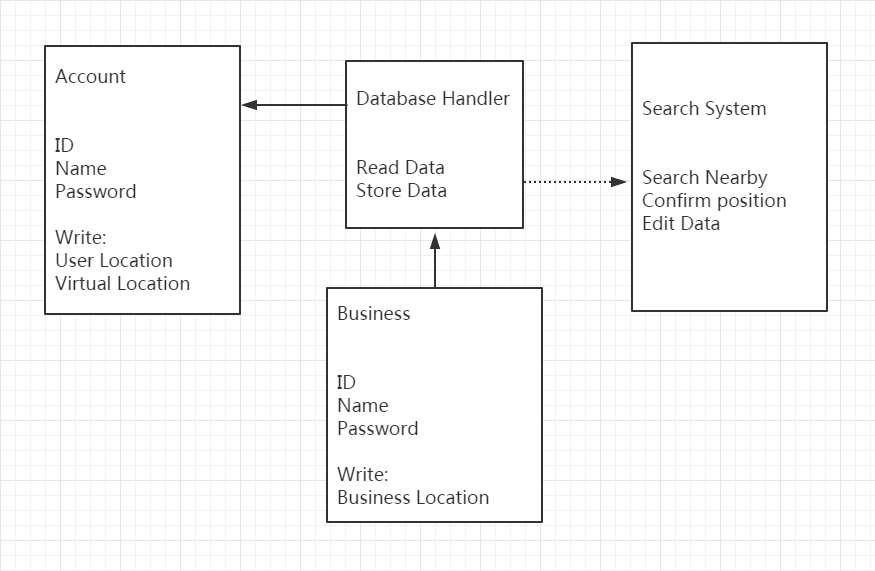 Account
ID
Name
Password
Write:
User Location
Virtual Location
Database Handler
Read Data
Store Data
Search System
Search Nearby
Confirm position
Edit Data
Business
ID
Name
Password
Write:
Business Location